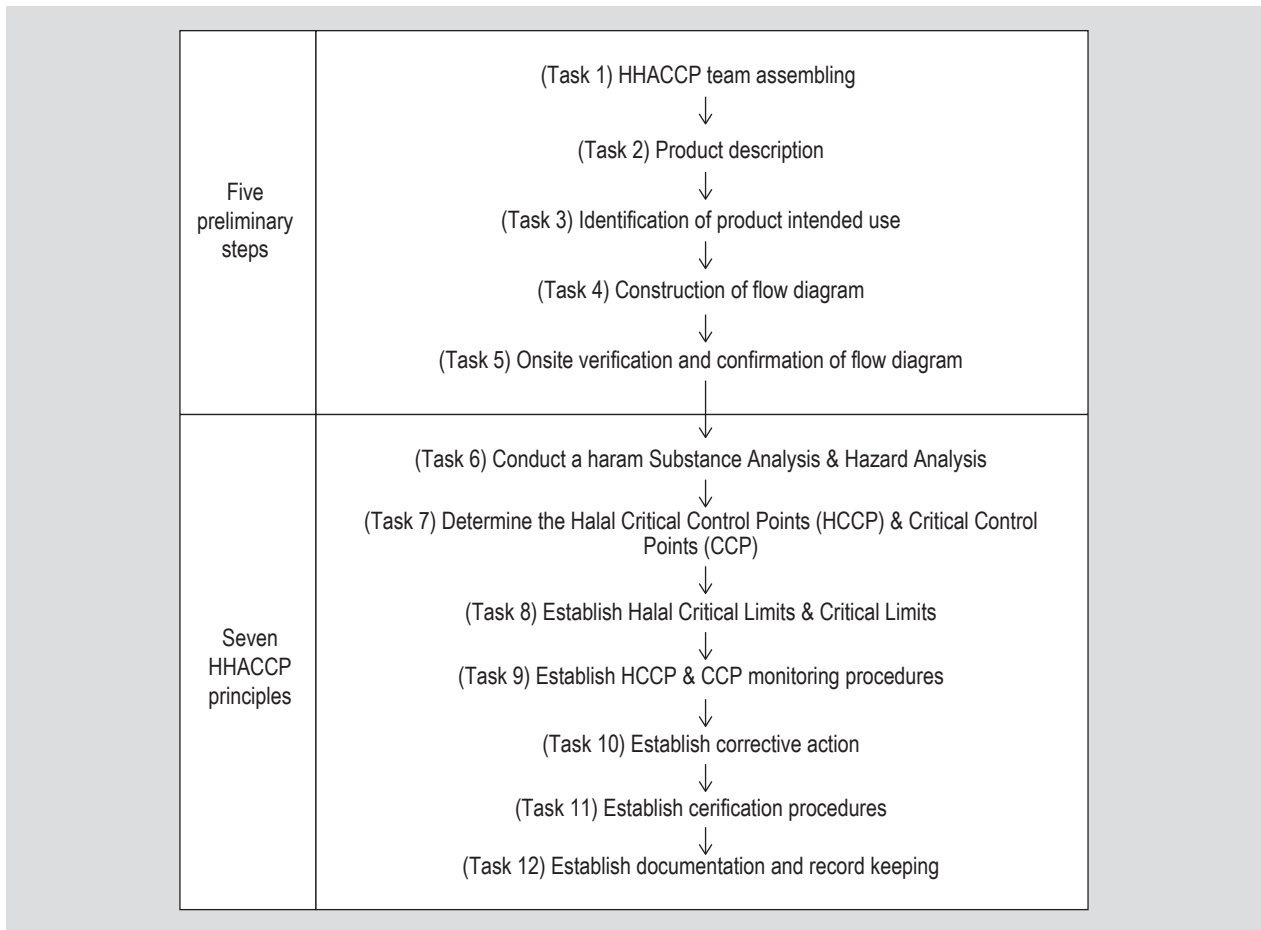 Five
preliminary
steps
(Task 1) HHACCP team assembling
(Task 2) Product description
(Task 3) Identification of product intended use
(Task 4) Construction of flow diagram
(Task 5) Onsite verification and confirmation of flow diagram
Seven
HHACCP
principles
(Task 6) Conduct a haram Substance Analysis & Hazard Analysis
(Task 7) Determine the Halal Critical Control Points (HCCP) & Critical Control
Points (CCP)
(Task 8) Establish Halal Critical Limits & Critical Limits
(Task 9) Establish HCCP & CCP monitoring procedures
(Task 10) Establish corrective action
(Task 11) Establish cerification procedures
(Task 12) Establish documentation and record keeping